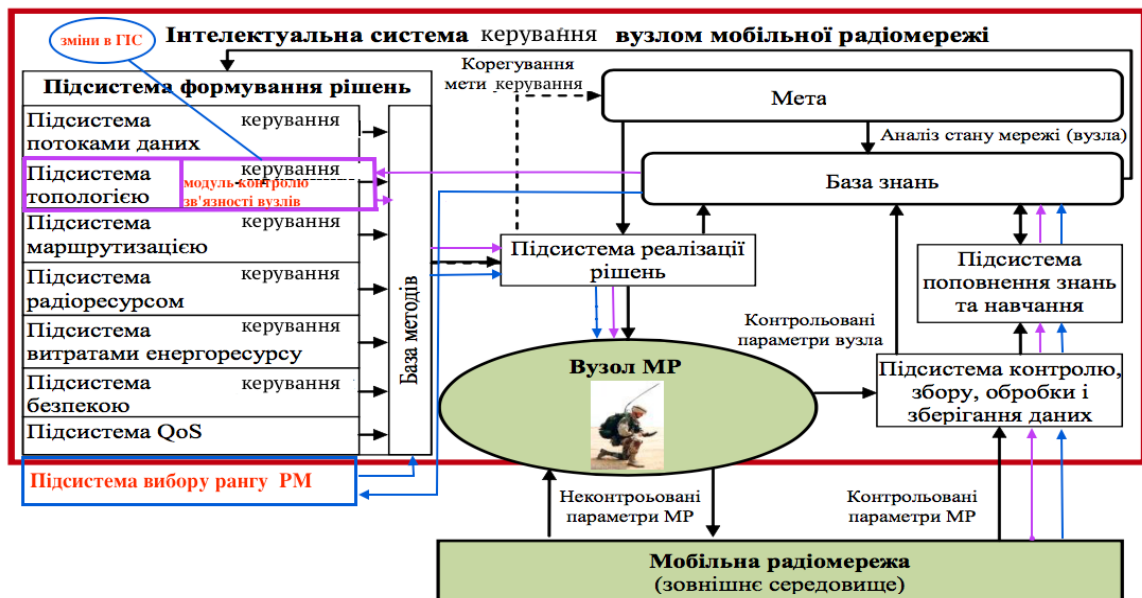 зміни в ГІС
Інтелектуальна система керування вузлом мобільної радіомережі
Підсистема формування рішень
Підсистема керування
потоками даних
Підсистема керування
топологією
модуль контролю
зв'язності вузлів
Підсистема керування
маршрутизацією
Підсистема керування
радіоресурсом
Підсистема керування
витратами енергоресурсу
Підсистема керування
безпекою
Підсистема QoS
База методів
Підсистема вибору рангу РМ
Корегування
мети керування
Мета
Аналіз стану мережі (вузла)
База знань
Підсистема реалізації
рішень
Підсистема
поповнення знань
та навчання
Контрольовані
параметри вузла
Вузол МР
Підсистема контролю,
збору, обробки і
зберігання даних
Неконтроьовані
параметри МР
Контрольовані
параметри МР
Мобільна радіомережа
(зовнішнє середовище)